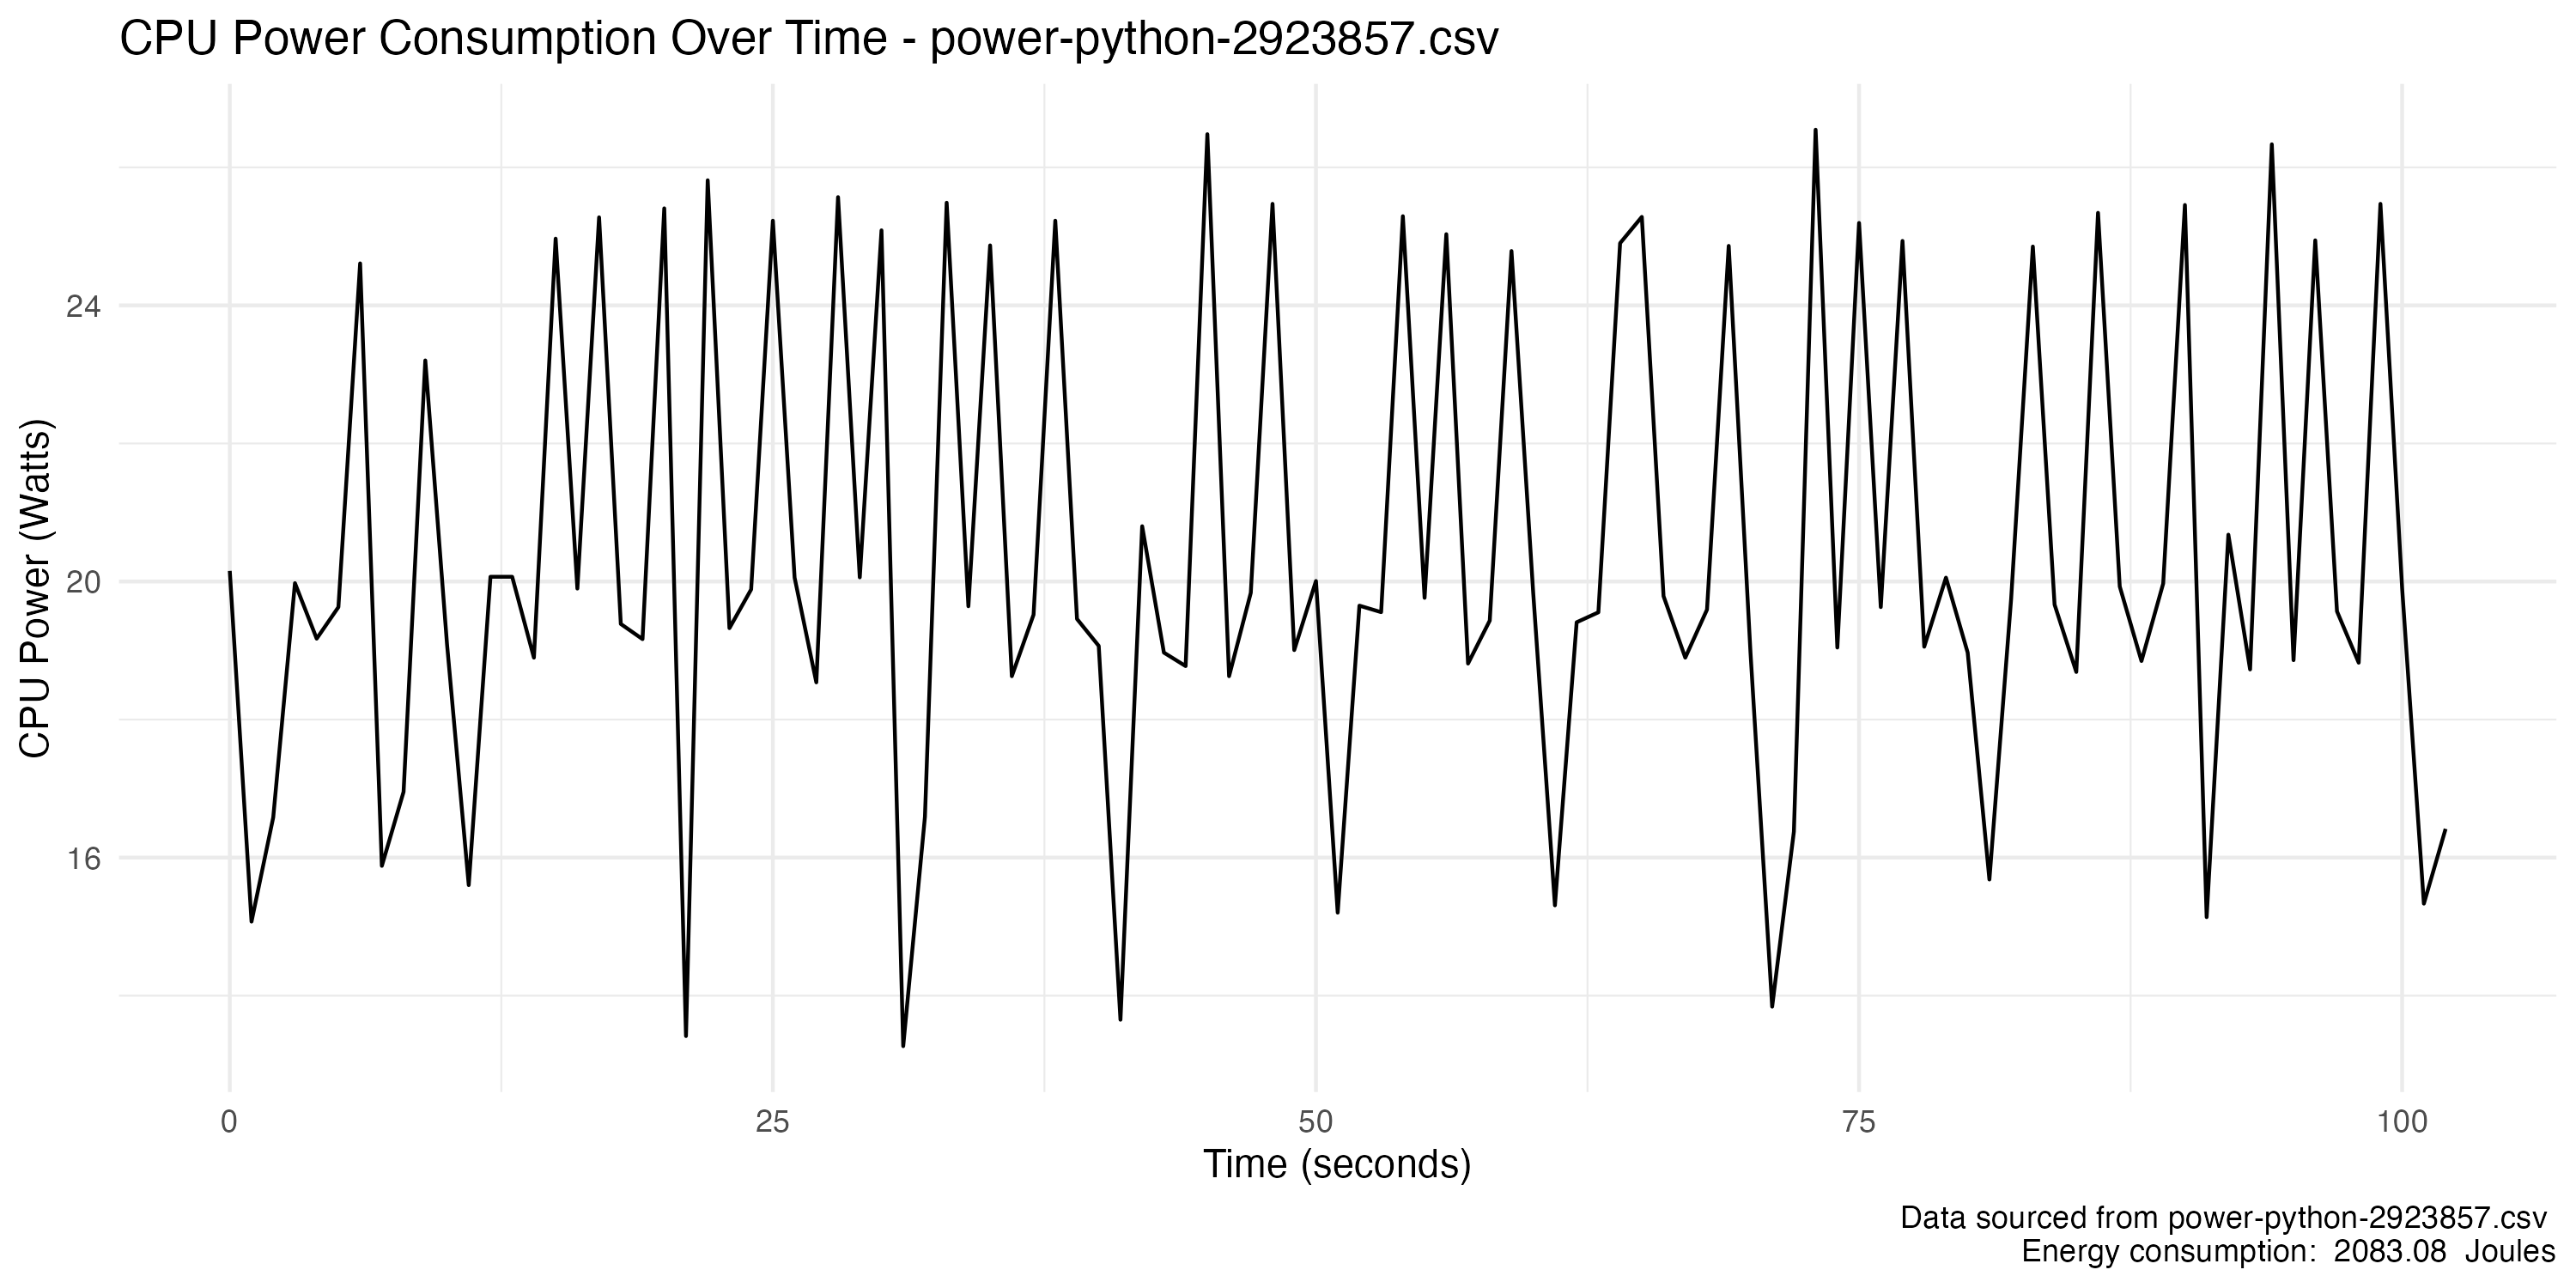 CPU Power Consumption Over Time - power-python-2923857.csv
CPU Power (Watts)
24
20
16
0
25
50
75
100
Time (seconds)
Data sourced from power-python-2923857.csv
Energy consumption:  2083.08  Joules